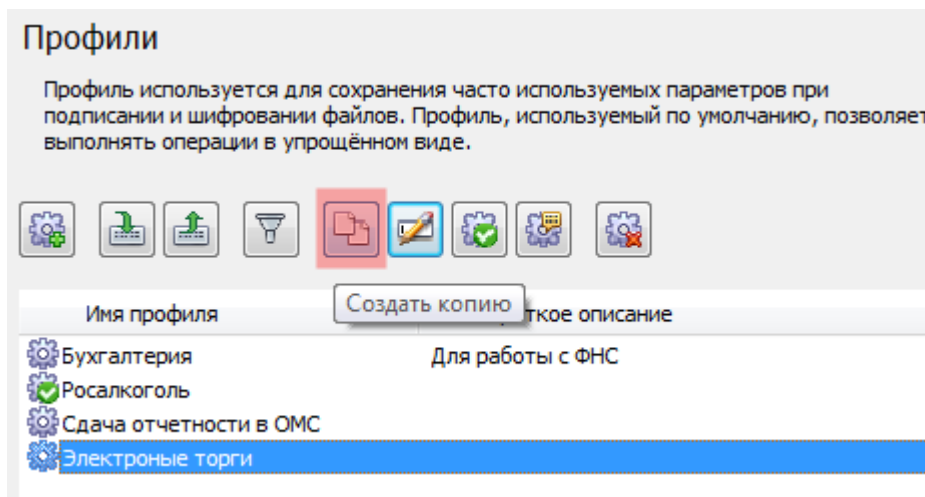 Профили
Профиль используется для сохранения часто используемых параметров при
подписании и шифровании файлов. Профиль, используемый по умолчанию, позволяет
выполнять операции в упрощённом виде.
Создать копию
Имя профиля ткое описание
Бухгалтерия Для работы с ФНС
Росалкоголь
Сдача отчетности в ОМС
Электроные торги